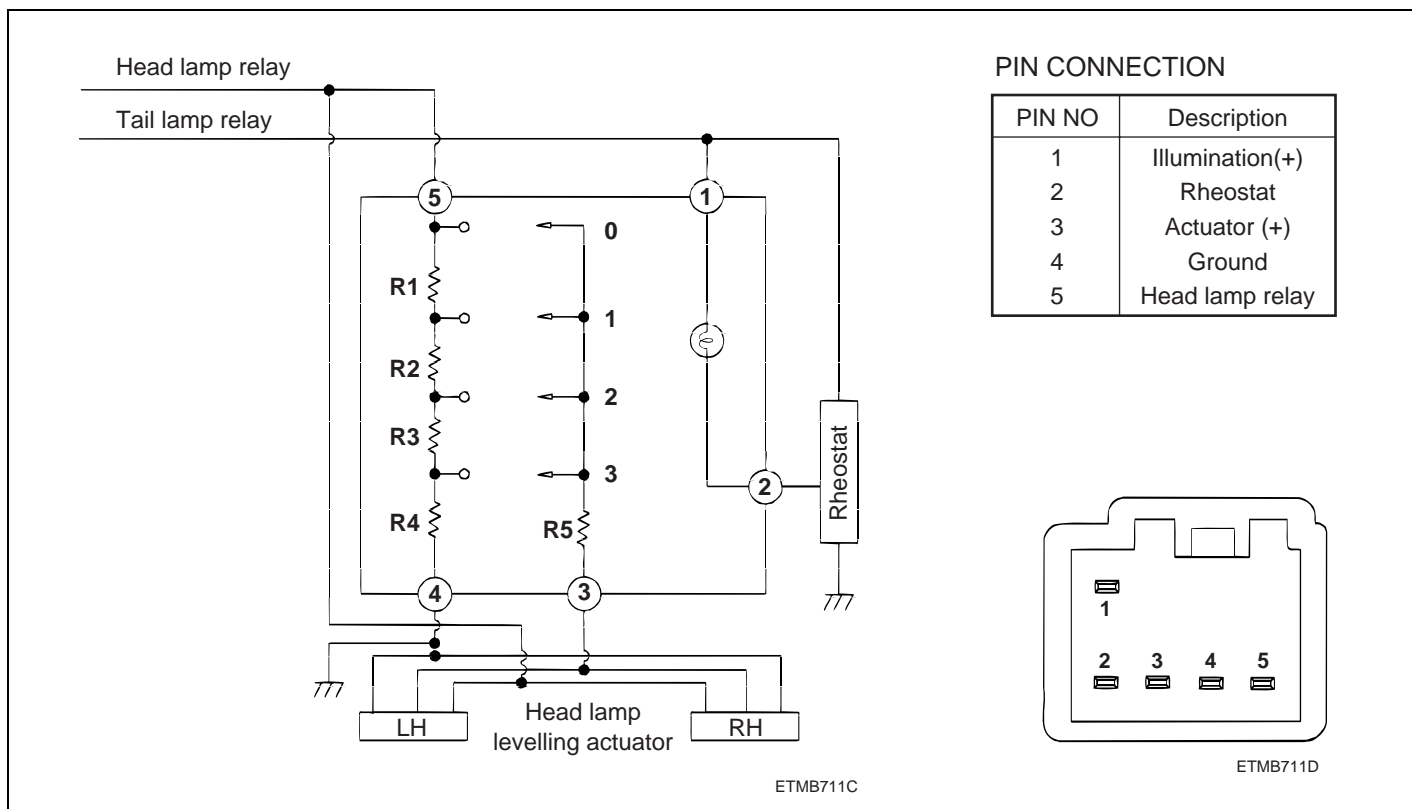 Head lamp relay
Tail lamp relay
5
1
0
R1
1
R2
2
R3
3
2
R4
R5
Rheostat
4
3
LH
Head lamp
levelling actuator
RH
ETMB711C
PIN CONNECTION
PIN NO Description
1 Illumination(+)
2 Rheostat
3 Actuator (+)
4 Ground
5 Head lamp relay
1
2 3 4 5
ETMB711D